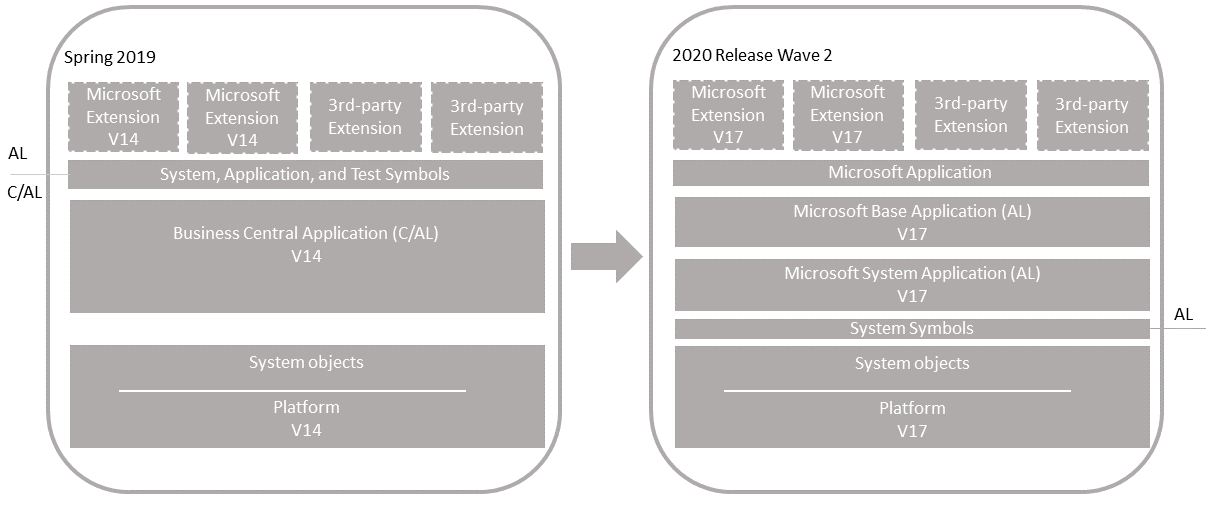 Spring 2019
Microsoft
Extension
V14
Microsoft
Extension
V14
3rd-party
Extension
3rd-party
Extension
AL
C/AL
System, Application, and Test Symbols
Business Central Application (C/AL)
V14
System objects
Platform
V14
2020 Release Wave 2
Microsoft
Extension
V17
Microsoft
Extension
V17
3rd-party
Extension
3rd-party
Extension
Microsoft Application
Microsoft Base Application (AL)
V17
Microsoft System Application (AL)
V17
System Symbols
AL
System objects
Platform
V17